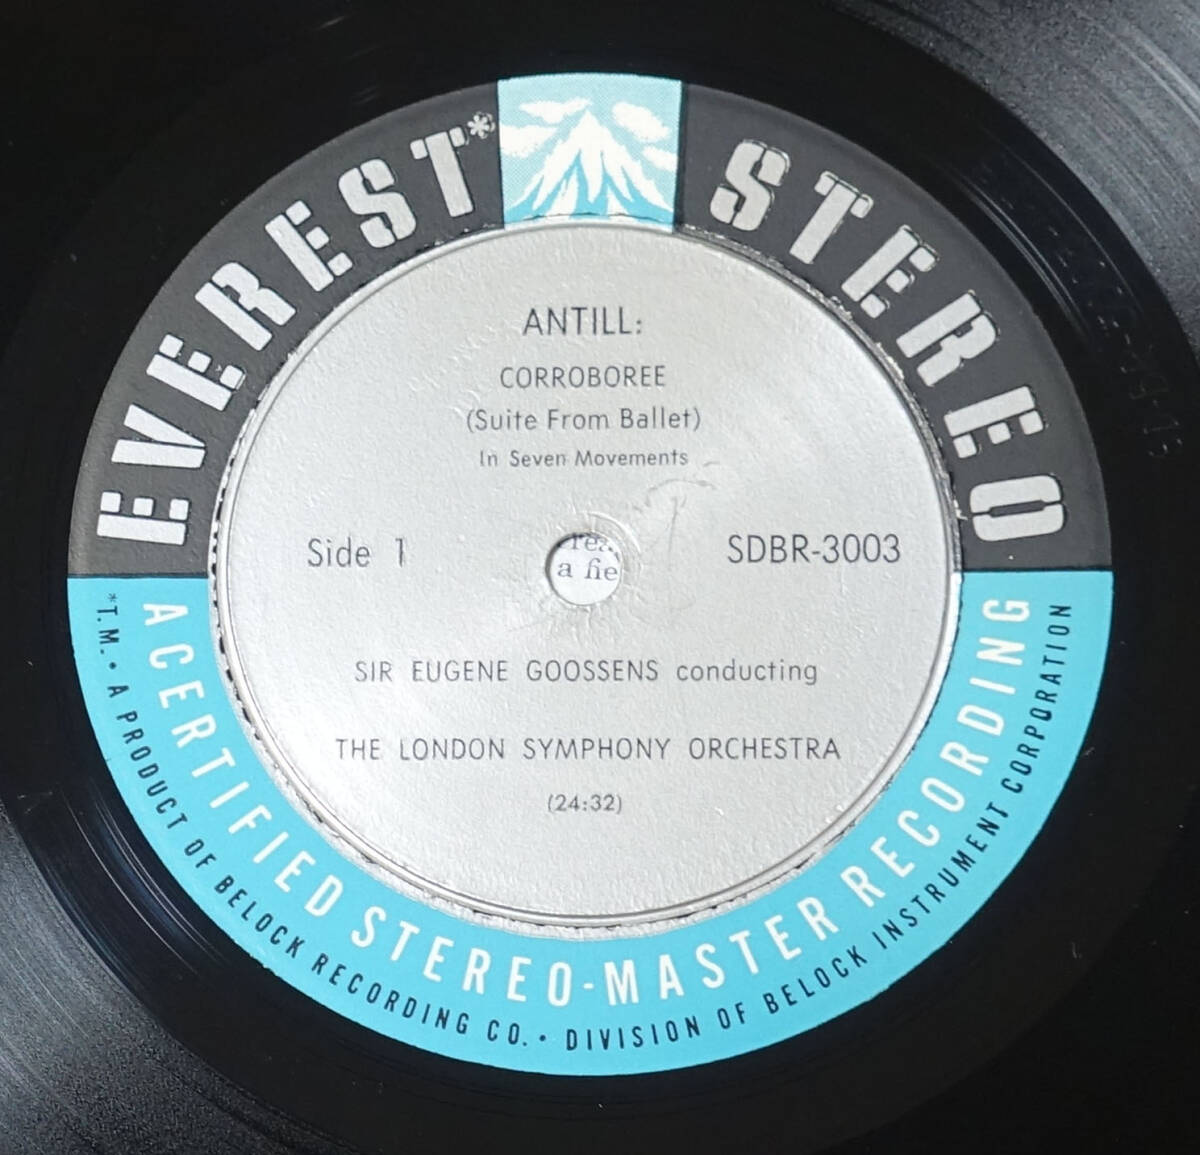 EVEREST*
STEREO
ANTILL:
CORROBOREE
(Suite From Ballet)
In Seven Movements
Side 1
SDBR-3003
a fie
SIR EUGENE GOOSSENS conducting
THE LONDON SYMPHONY ORCHESTRA
(24:32)
A CERTIFIED STEREO-MASTER RECORDING
*T.M. • A PRODUCT OF BELOCK RECORDING CO. • DIVISION OF BELOCK INSTRUMENT CORPORATION